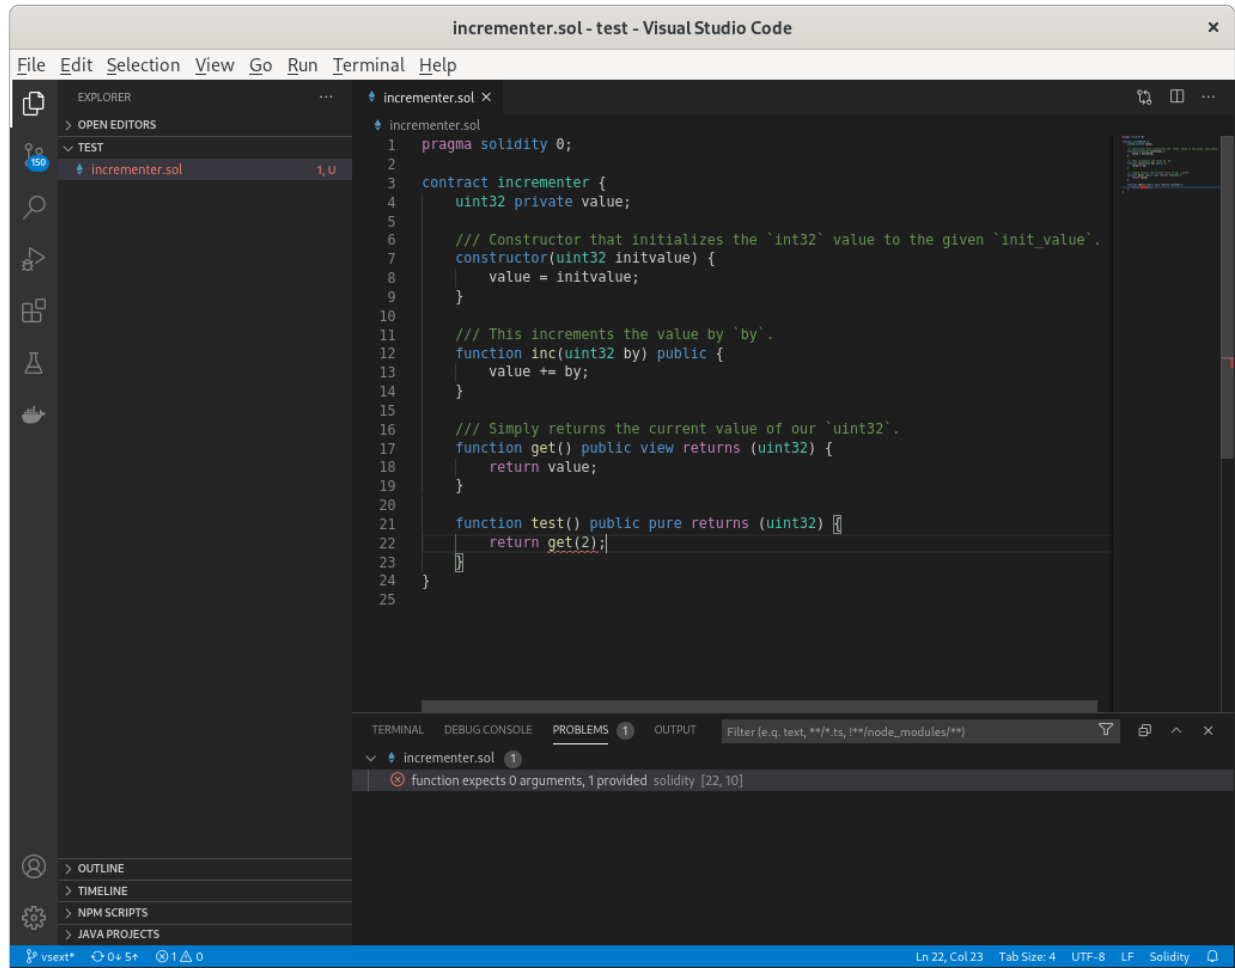 incrementer.sol - test - Visual Studio Code
File Edit Selection View Go Run Terminal Help
EXPLORER
OPEN EDITORS
TEST
incrementer.sol 1, U
150
incrementer.sol
incrementer.sol
1 pragma solidity 0;
2
3 contract incrementer {
4 uint32 private value;
5
6 /// Constructor that initializes the `int32` value to the given `init_value`.
7 constructor(uint32 initvalue) {
8 value = initvalue;
9 }
10
11 /// This increments the value by `by`.
12 function inc(uint32 by) public {
13 value += by;
14 }
15
16 /// Simply returns the current value of our `uint32`.
17 function get() public view returns (uint32) {
18 return value;
19 }
20
21 function test() public pure returns (uint32) {
22 return get(2);
23 }
24 }
25
TERMINAL DEBUG CONSOLE PROBLEMS 1 OUTPUT Filter (e.g. text, **/*.ts, !**/node_modules/**)
incrementer.sol 1
function expects 0 arguments, 1 provided solidity [22, 10]
OUTLINE
TIMELINE
NPM SCRIPTS
JAVA PROJECTS
vsext* 0↓ 5↑ 1 0 Ln 22, Col 23 Tab Size: 4 UTF-8 LF Solidity